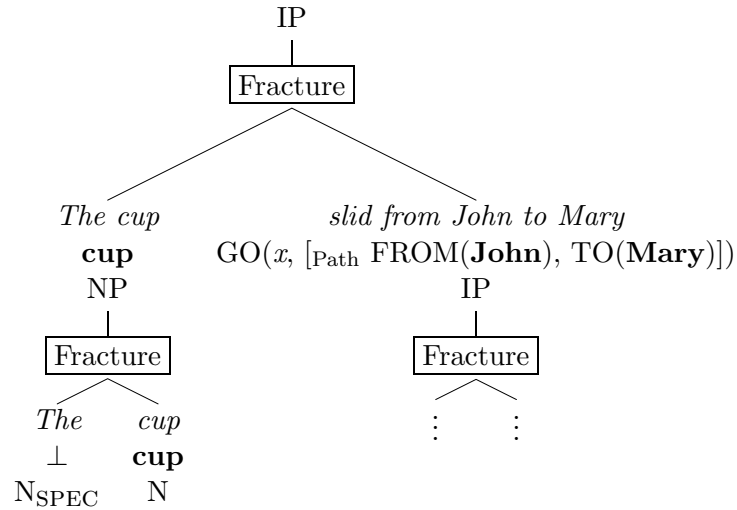 IP
Fracture
The cup slid from John to Mary
cup GO(x, [Path FROM(John), TO(Mary)])
NP IP
Fracture Fracture
The cup ⋮ ⋮
⊥ cup
NSPEC N